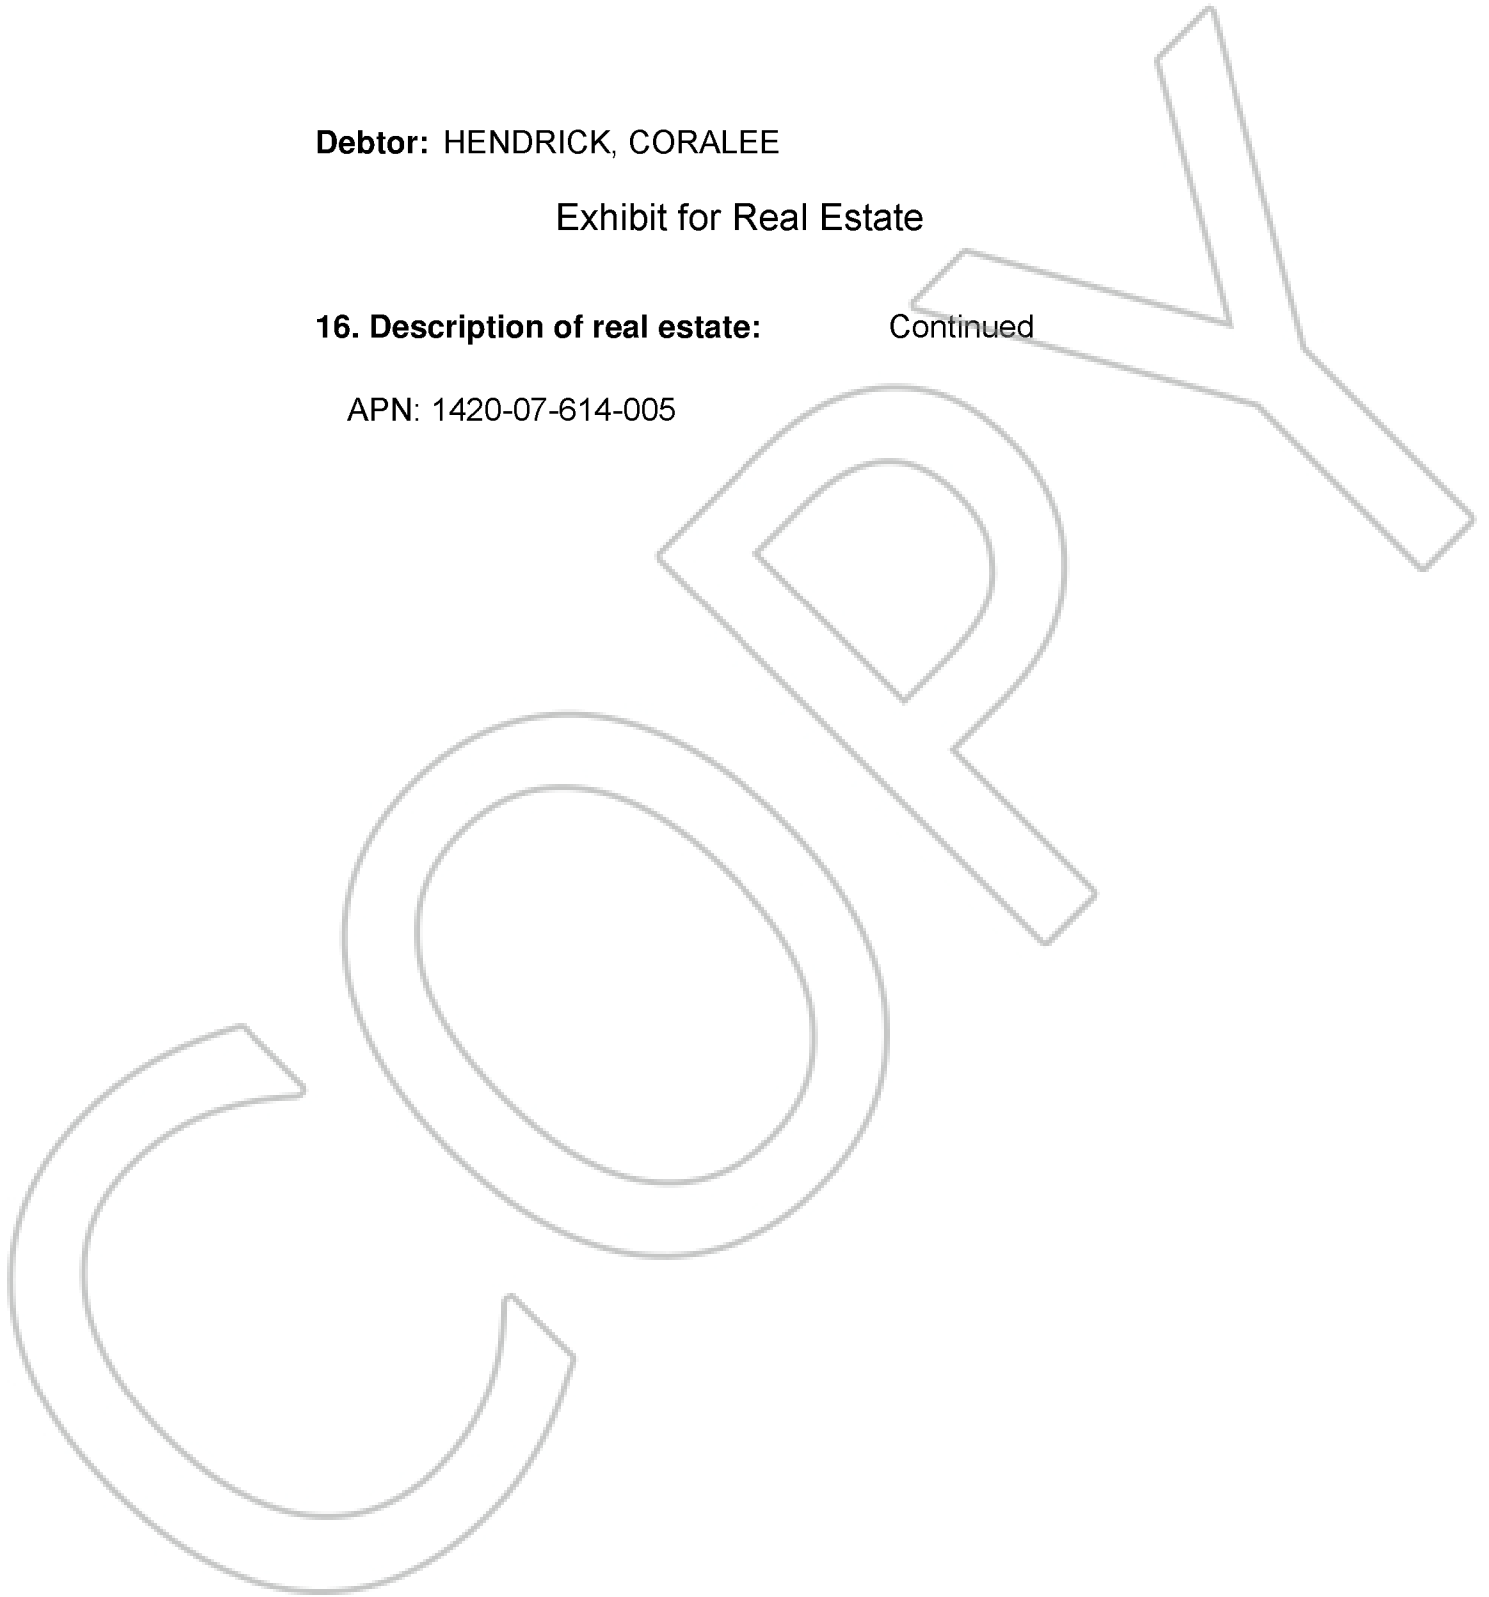 Debtor: HENDRICK, CORALEE
Exhibit for Real Estate
16. Description of real estate: Continued
APN: 1420-07-614-005
COPY